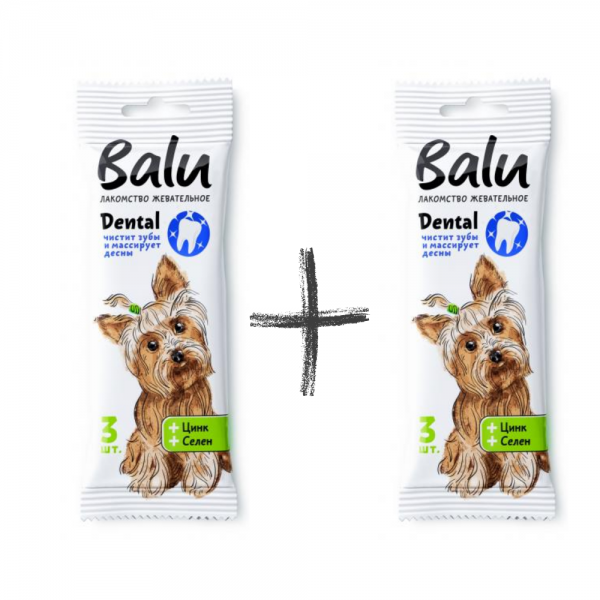 Balu
ЛАКОМСТВО ЖЕВАТЕЛЬНОЕ
Dental
чистит зубы
и массирует
десны
3
шт.
+ Цинк
+ Селен
+
Balu
ЛАКОМСТВО ЖЕВАТЕЛЬНОЕ
Dental
чистит зубы
и массирует
десны
3
шт.
+ Цинк
+ Селен